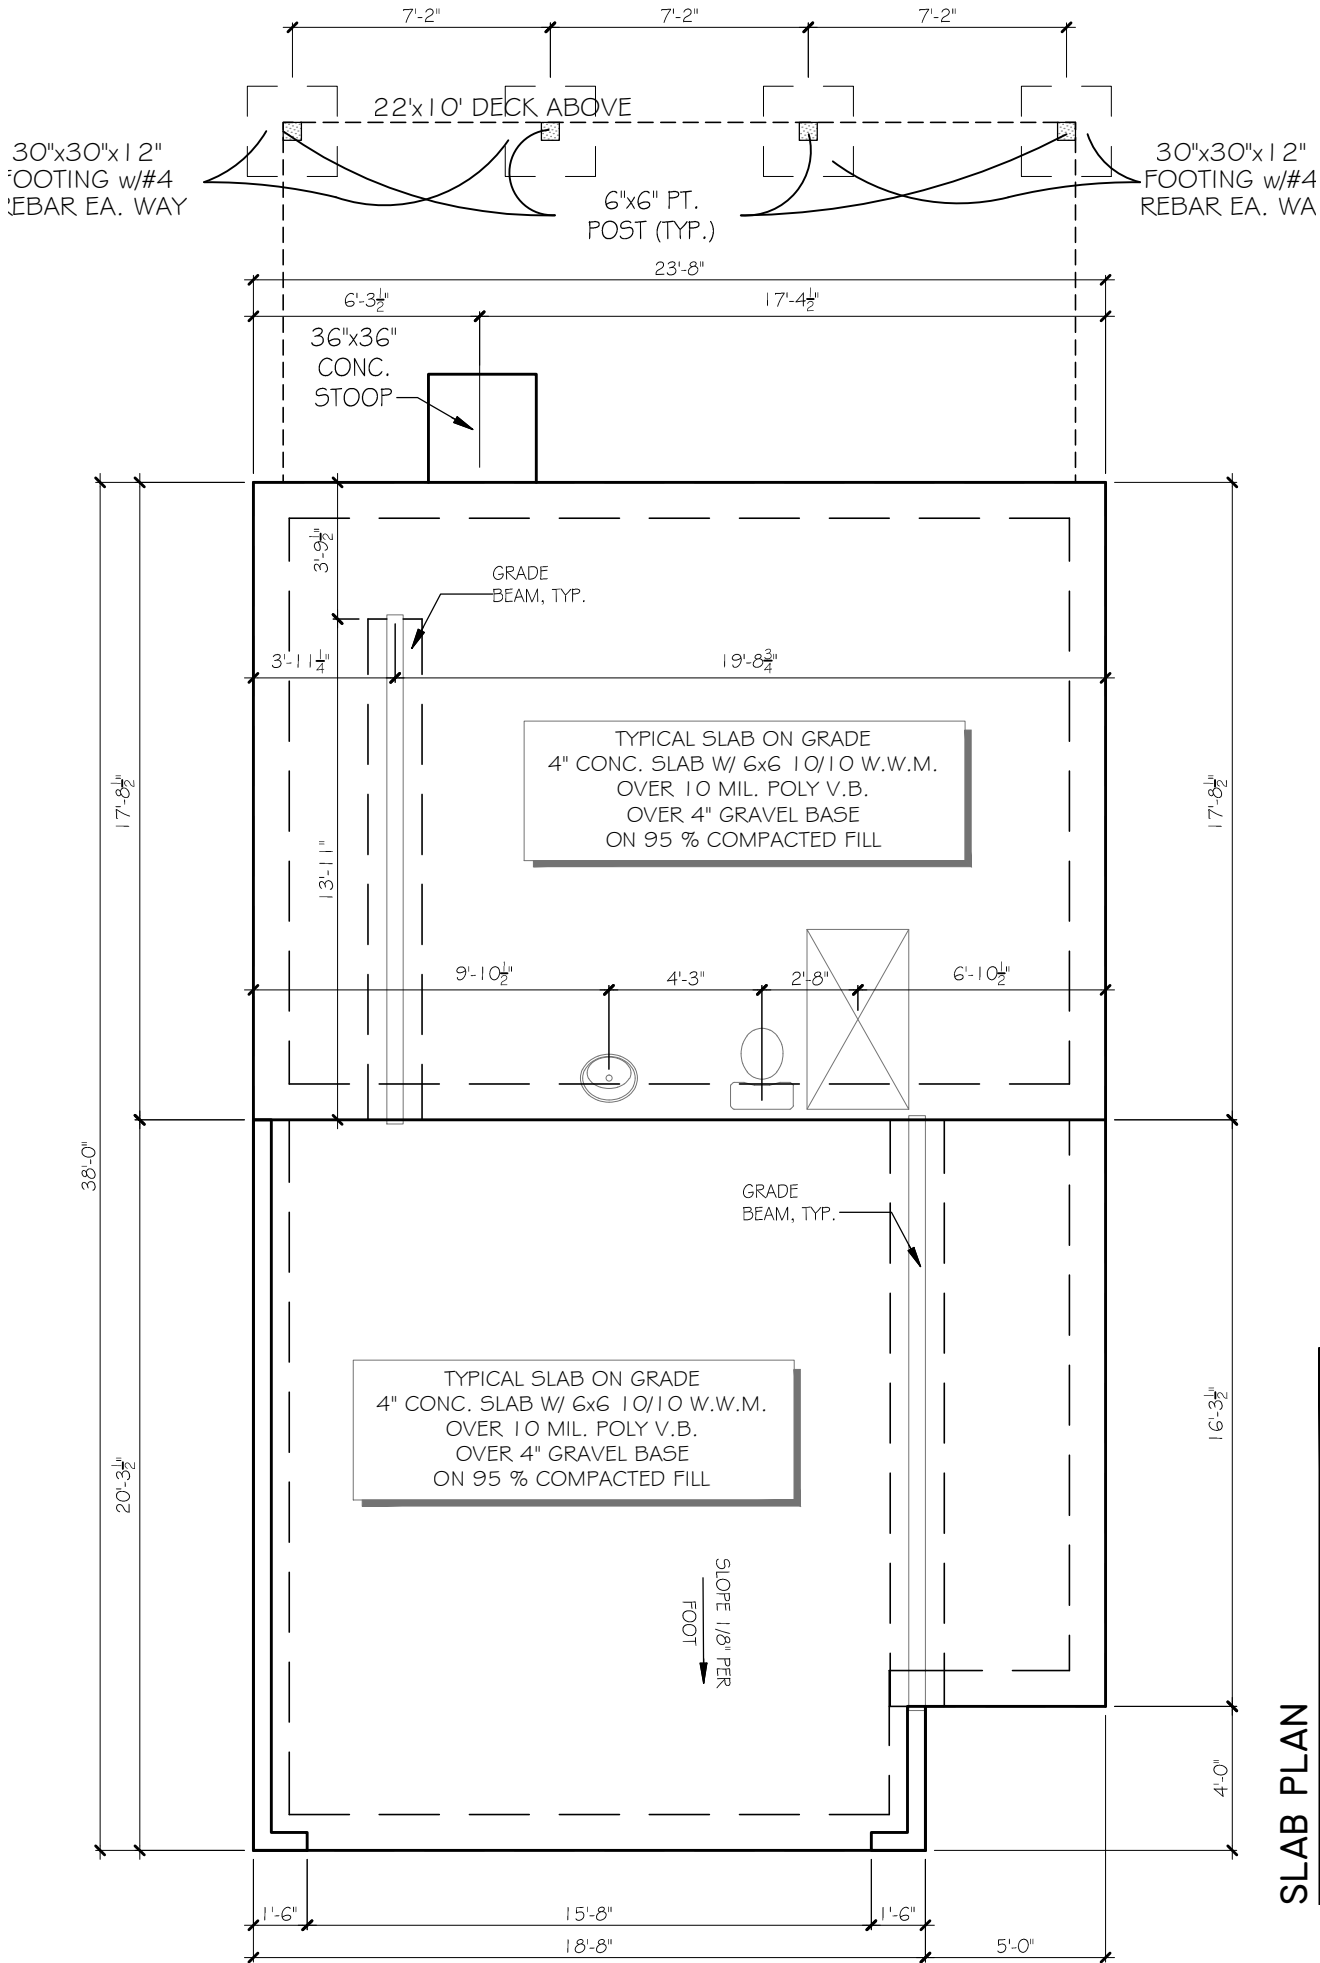 7'-2"
7'-2"
7'-2"
22'x10' DECK ABOVE
30"x30"x12"
FOOTING w/#4
REBAR EA. WAY
6"x6" PT.
POST (TYP.)
30"x30"x12"
FOOTING w/#4
REBAR EA. WA
23'-8"
6'-3½"
17'-4½"
36"x36"
CONC.
STOOP
3'-9½"
GRADE
BEAM, TYP.
3'-11¼"
19'-8¾"
TYPICAL SLAB ON GRADE
4" CONC. SLAB W/ 6x6 10/10 W.W.M.
OVER 10 MIL. POLY V.B.
OVER 4" GRAVEL BASE
ON 95 % COMPACTED FILL
17'-8½"
17'-8½"
13'-11"
9'-10½"
4'-3"
2'-8"
6'-10½"
38'-0"
GRADE
BEAM, TYP.
TYPICAL SLAB ON GRADE
4" CONC. SLAB W/ 6x6 10/10 W.W.M.
OVER 10 MIL. POLY V.B.
OVER 4" GRAVEL BASE
ON 95 % COMPACTED FILL
20'-3½"
16'-3½"
SLOPE 1/8" PER
FOOT
4'-0"
SLAB PLAN
1'-6"
15'-8"
1'-6"
18'-8"
5'-0"